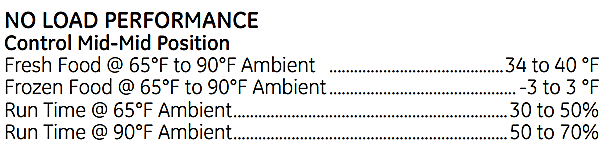 NO LOAD PERFORMANCE
Control Mid-Mid Position
Fresh Food @ 65°F to 90°F Ambient ..........................................34 to 40 °F
Frozen Food @ 65°F to 90°F Ambient.............................................. -3 to 3 °F
Run Time @ 65°F Ambient...................................................................30 to 50%
Run Time @ 90°F Ambient...................................................................50 to 70%